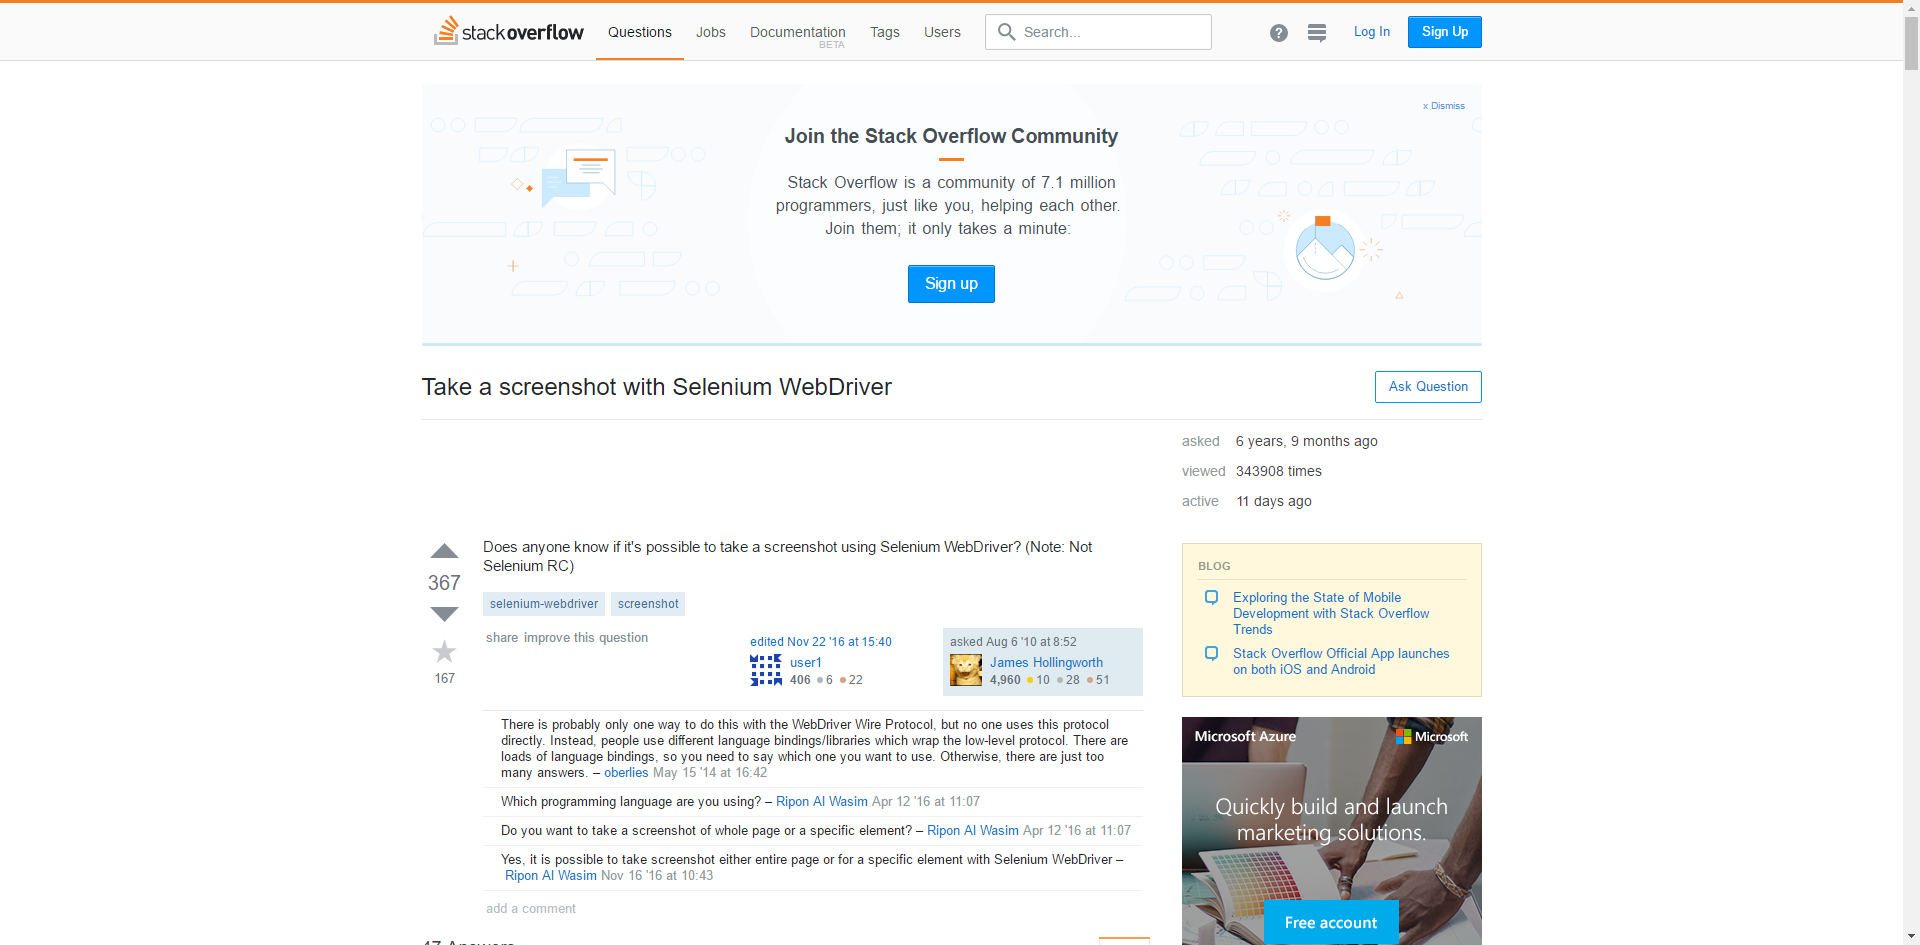 stackoverflow
Questions
Jobs
Documentation
BETA
Tags
Users
Search...
?
Log In
Sign Up
x Dismiss
Join the Stack Overflow Community
Stack Overflow is a community of 7.1 million
programmers, just like you, helping each other.
Join them; it only takes a minute:
Sign up
Take a screenshot with Selenium WebDriver
Ask Question
asked 6 years, 9 months ago
viewed 343908 times
active 11 days ago
367
167
Does anyone know if it's possible to take a screenshot using Selenium WebDriver? (Note: Not
Selenium RC)
selenium-webdriver screenshot
share improve this question
edited Nov 22 '16 at 15:40
user1
406 6 22
asked Aug 6 '10 at 8:52
James Hollingworth
4,960 10 28 51
There is probably only one way to do this with the WebDriver Wire Protocol, but no one uses this protocol
directly. Instead, people use different language bindings/libraries which wrap the low-level protocol. There are
loads of language bindings, so you need to say which one you want to use. Otherwise, there are just too
many answers. – oberlies May 15 '14 at 16:42
Which programming language are you using? – Ripon Al Wasim Apr 12 '16 at 11:07
Do you want to take a screenshot of whole page or a specific element? – Ripon Al Wasim Apr 12 '16 at 11:07
Yes, it is possible to take screenshot either entire page or for a specific element with Selenium WebDriver –
Ripon Al Wasim Nov 16 '16 at 10:43
add a comment
47 Answers
BLOG
Exploring the State of Mobile
Development with Stack Overflow
Trends
Stack Overflow Official App launches
on both iOS and Android
Microsoft Azure
Microsoft
Quickly build and launch
marketing solutions.
Free account